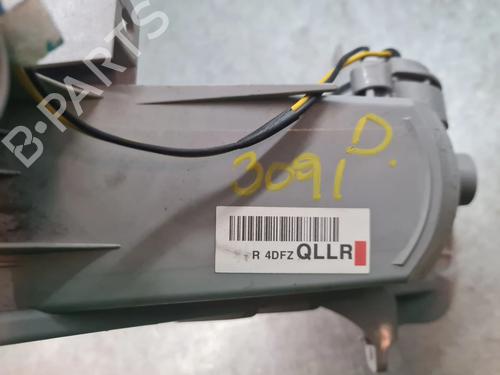 B-PARTS
D.
3091
R 4DFZ QLLR